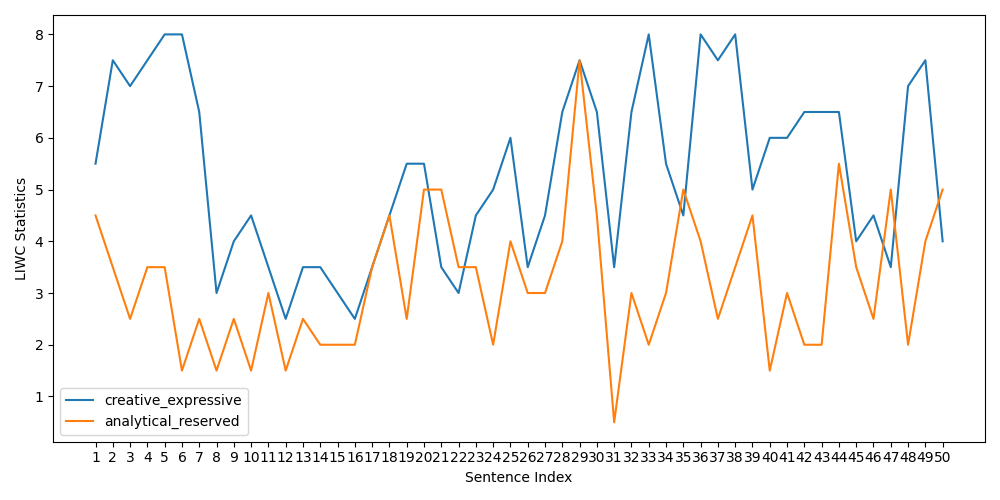 8
7
6
5
4
3
2
1
LIWC Statistics
creative_expressive
analytical_reserved
1 2 3 4 5 6 7 8 9 10 11 12 13 14 15 16 17 18 19 20 21 22 23 24 25 26 27 28 29 30 31 32 33 34 35 36 37 38 39 40 41 42 43 44 45 46 47 48 49 50
Sentence Index